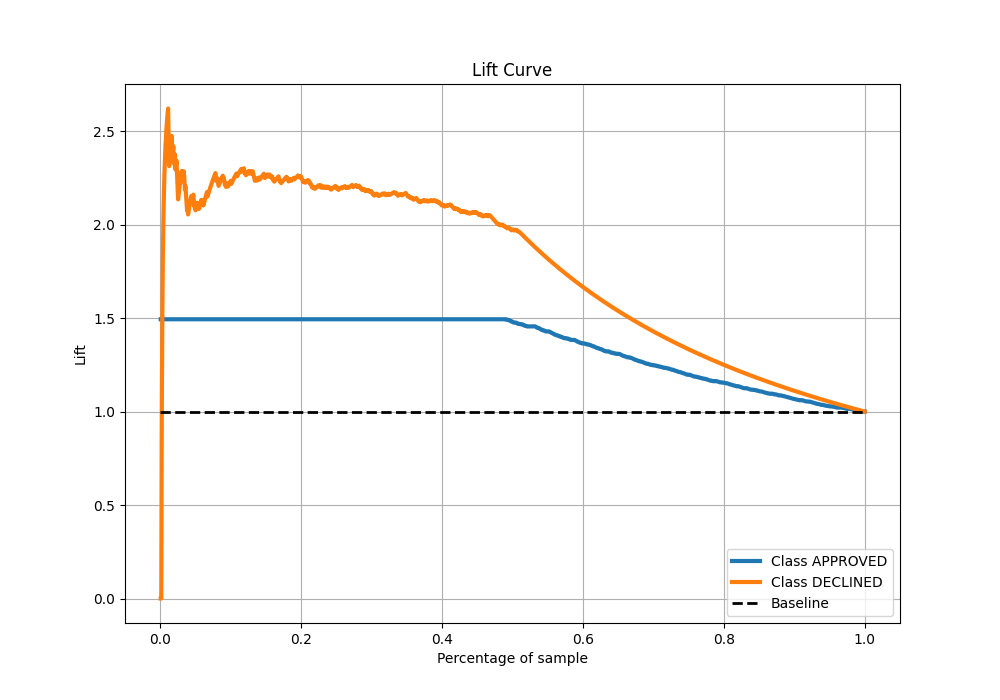 Lift Curve
2.5
2.0
1.5
1.0
0.5
0.0
Lift
0.0 0.2 0.4 0.6 0.8 1.0
Percentage of sample
Class APPROVED
Class DECLINED
Baseline